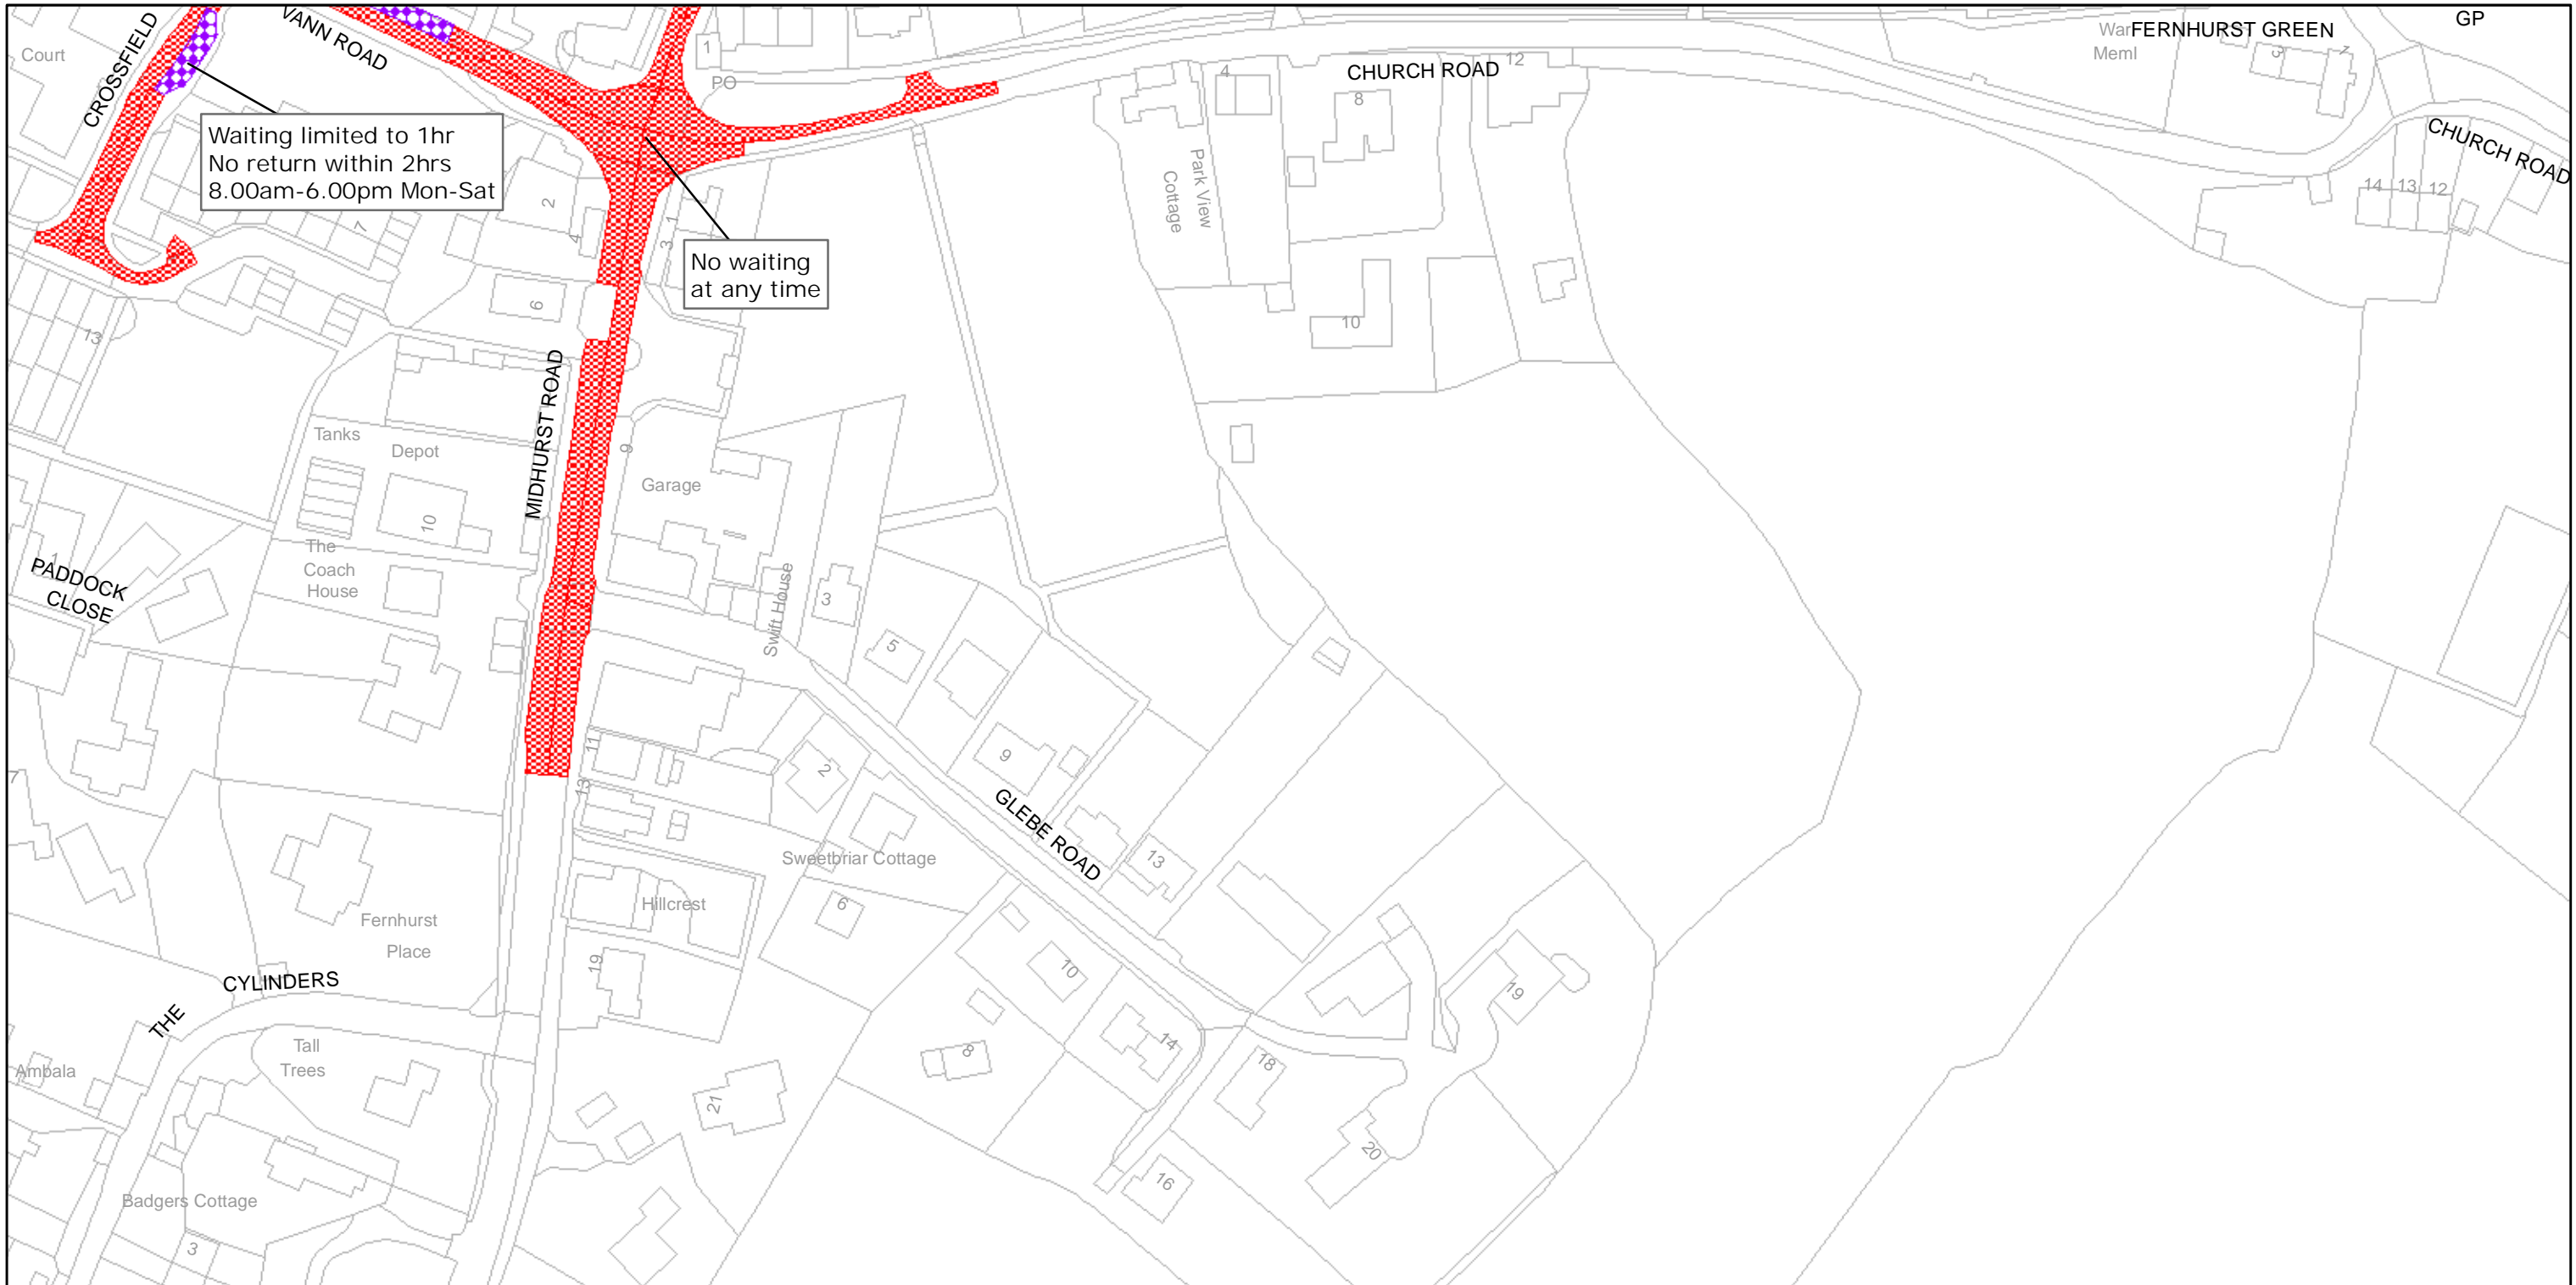 GP
FERNHURST GREEN
War
Meml
3
1
Court
CROSSFIELD
VANN ROAD
1
PO
4
CHURCH ROAD
12
8
CHURCH ROAD
Waiting limited to 1hr
No return within 2hrs
8.00am-6.00pm Mon-Sat
Park View
Cottage
14
13
12
2
4
7
1
3
No waiting
at any time
6
10
13
MIDHURST ROAD
Tanks
Depot
9
Garage
10
The
Coach
House
1
PADDOCK
CLOSE
Swift House
3
5
11
13
2
9
7
GLEBE ROAD
13
Sweetbriar Cottage
Hillcrest
6
Fernhurst
Place
19
10
19
THE
CYLINDERS
Tall
Trees
Ambala
8
14
18
21
20
16
Badgers Cottage
3